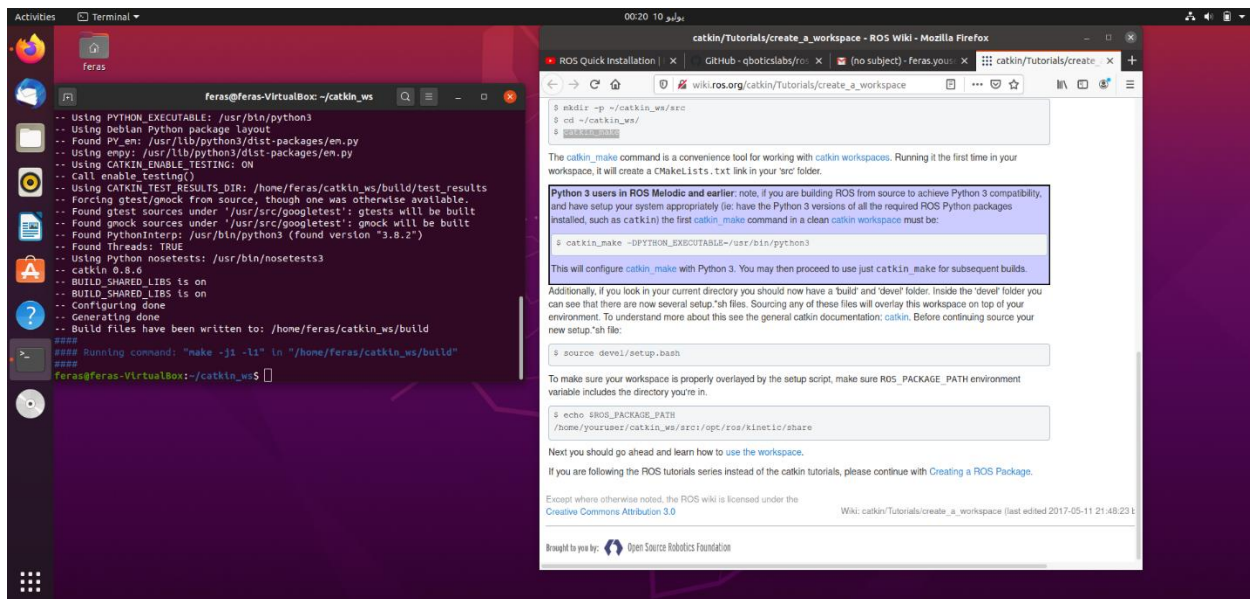 Activities
Terminal
00:20 10 يوليو
feras
feras@feras-VirtualBox: ~/catkin_ws
-- Using PYTHON_EXECUTABLE: /usr/bin/python3
-- Using Debian Python package layout
-- Found PY_em: /usr/lib/python3/dist-packages/em.py
-- Using empy: /usr/lib/python3/dist-packages/em.py
-- Using CATKIN_ENABLE_TESTING: ON
-- Call enable_testing()
-- Using CATKIN_TEST_RESULTS_DIR: /home/feras/catkin_ws/build/test_results
-- Forcing gtest/gmock from source, though one was otherwise available.
-- Found gtest sources under '/usr/src/googletest': gtests will be built
-- Found gmock sources under '/usr/src/googletest': gmock will be built
-- Found PythonInterp: /usr/bin/python3 (found version "3.8.2")
-- Found Threads: TRUE
-- Using Python nosetests: /usr/bin/nosetests3
-- catkin 0.8.6
-- BUILD_SHARED_LIBS is on
-- BUILD_SHARED_LIBS is on
-- Configuring done
-- Generating done
-- Build files have been written to: /home/feras/catkin_ws/build
####
#### Running command: "make -j1 -l1" in "/home/feras/catkin_ws/build"
####
feras@feras-VirtualBox:~/catkin_ws$
catkin/Tutorials/create_a_workspace - ROS Wiki - Mozilla Firefox
ROS Quick Installation |
GitHub - qboticslabs/ros
(no subject) - feras.yous
catkin/Tutorials/create_
wiki.ros.org/catkin/Tutorials/create_a_workspace
$ mkdir -p ~/catkin_ws/src
$ cd ~/catkin_ws/
$ catkin_make
The catkin_make command is a convenience tool for working with catkin workspaces. Running it the first time in your
workspace, it will create a CMakeLists.txt link in your 'src' folder.
Python 3 users in ROS Melodic and earlier: note, if you are building ROS from source to achieve Python 3 compatibility,
and have setup your system appropriately (ie: have the Python 3 versions of all the required ROS Python packages
installed, such as catkin) the first catkin_make command in a clean catkin workspace must be:
$ catkin_make -DPYTHON_EXECUTABLE=/usr/bin/python3
This will configure catkin_make with Python 3. You may then proceed to use just catkin_make for subsequent builds.
Additionally, if you look in your current directory you should now have a 'build' and 'devel' folder. Inside the 'devel' folder you
can see that there are now several setup.*sh files. Sourcing any of these files will overlay this workspace on top of your
environment. To understand more about this see the general catkin documentation: catkin. Before continuing source your
new setup.*sh file:
$ source devel/setup.bash
To make sure your workspace is properly overlayed by the setup script, make sure ROS_PACKAGE_PATH environment
variable includes the directory you're in.
$ echo $ROS_PACKAGE_PATH
/home/youruser/catkin_ws/src:/opt/ros/kinetic/share
Next you should go ahead and learn how to use the workspace.
If you are following the ROS tutorials series instead of the catkin tutorials, please continue with Creating a ROS Package.
Except where otherwise noted, the ROS wiki is licensed under the
Creative Commons Attribution 3.0
Wiki: catkin/Tutorials/create_a_workspace (last edited 2017-05-11 21:48:23 b
Brought to you by: Open Source Robotics Foundation